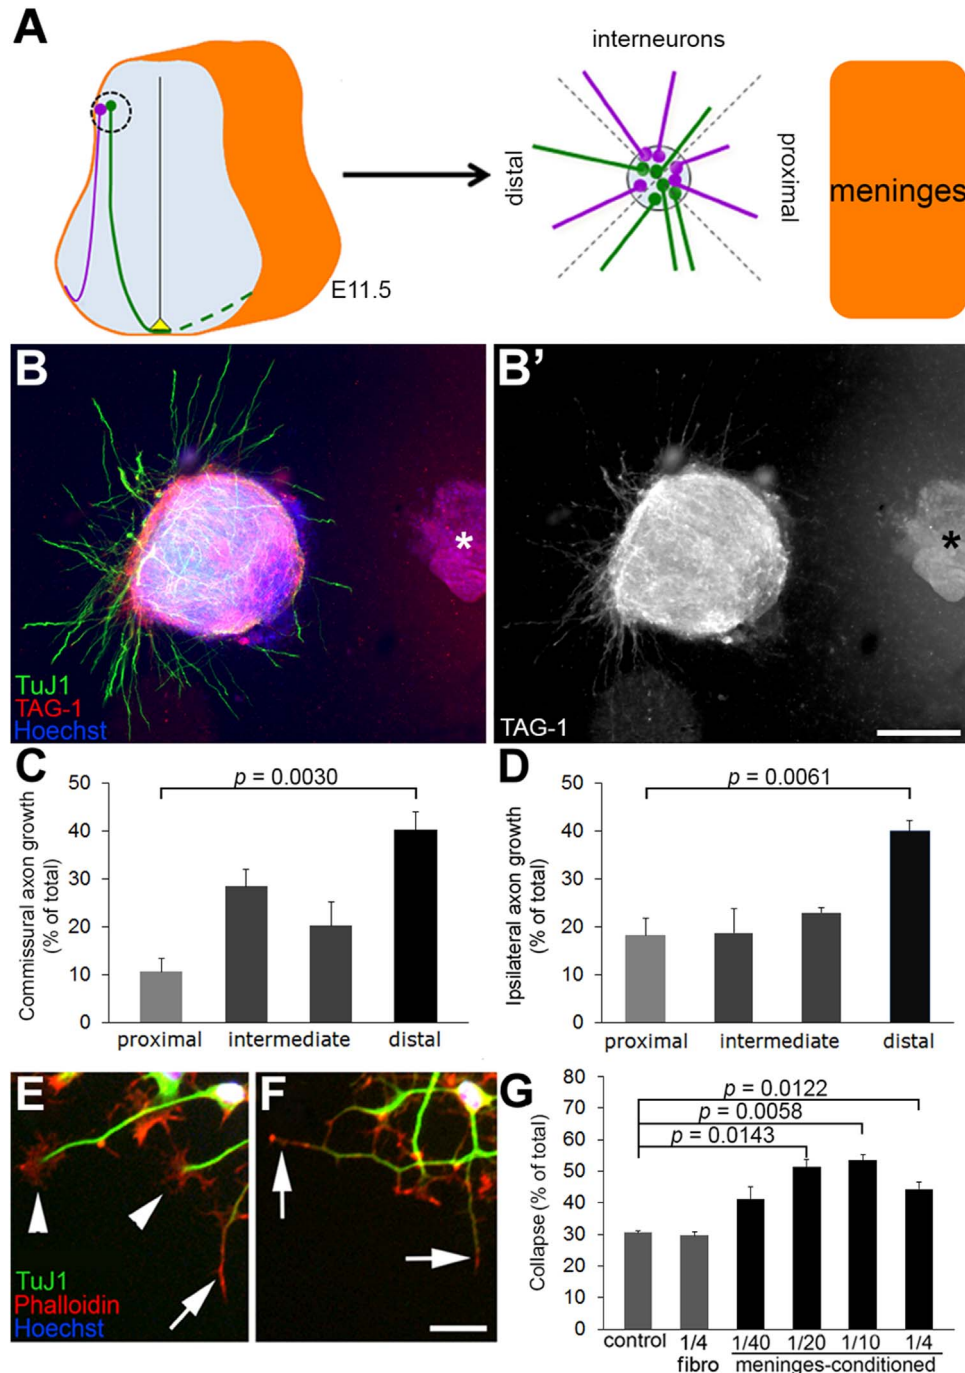 A
interneurons
distal
proximal
meninges
E11.5
B
TuJ1
TAG-1
Hoechst
*
B’
*
TAG-1
C
p = 0.0030
Commissural axon growth
(% of total)
50
40
30
20
10
0
proximal intermediate distal
D
p = 0.0061
Ipsilateral axon growth
(% of total)
50
40
30
20
10
0
proximal intermediate distal
E
TuJ1
Phalloidin
Hoechst
F
G
p = 0.0122
p = 0.0058
p = 0.0143
Collapse (% of total)
80
70
60
50
40
30
20
10
0
control 1/4 1/40 1/20 1/10 1/4
fibro meninges-conditioned